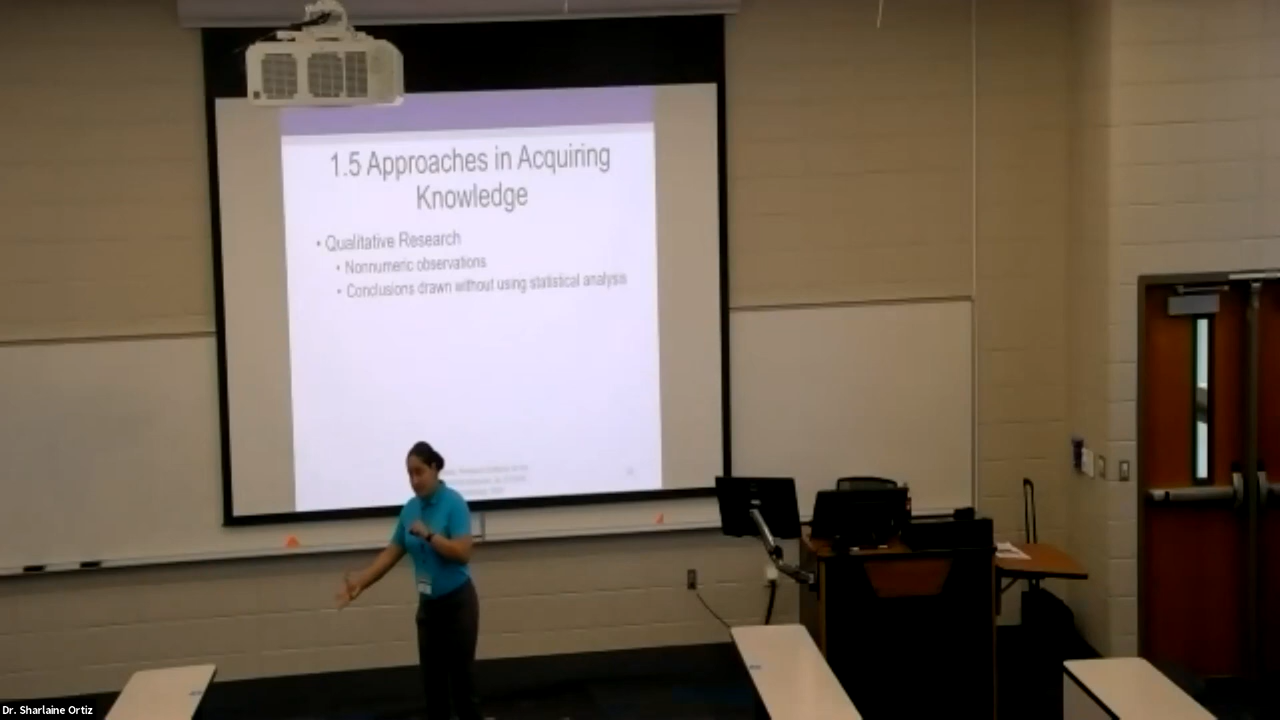 1.5 Approaches in Acquiring
Knowledge
• Qualitative Research
• Nonnumeric observations
• Conclusions drawn without using statistical analysis
Dr. Sharlaine Ortiz